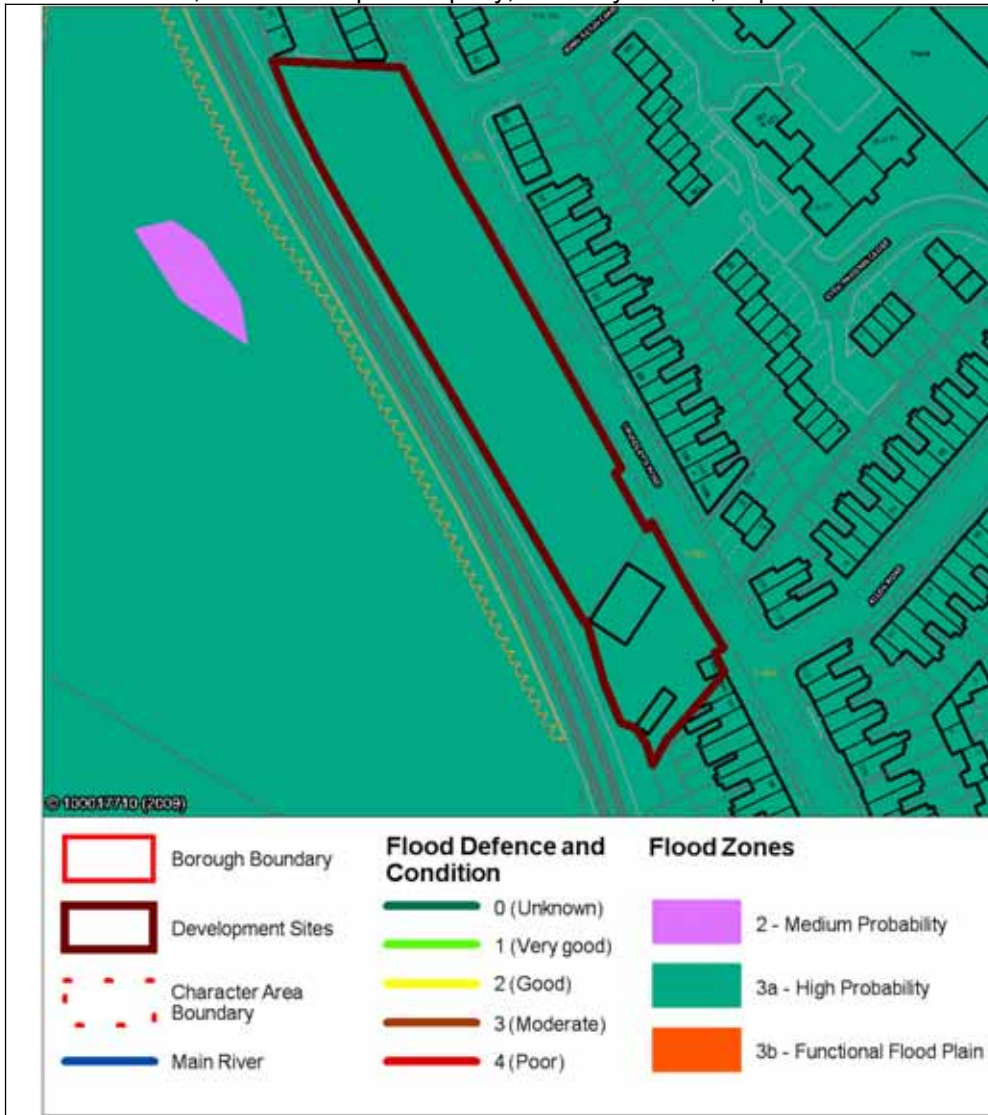 ALLEN ROAD
© 100017710 (2009)
Borough Boundary
Development Sites
Character Area
Boundary
Main River
Flood Defence and
Condition
0 (Unknown)
1 (Very good)
2 (Good)
3 (Moderate)
4 (Poor)
Flood Zones
2 - Medium Probability
3a - High Probability
3b - Functional Flood Plain